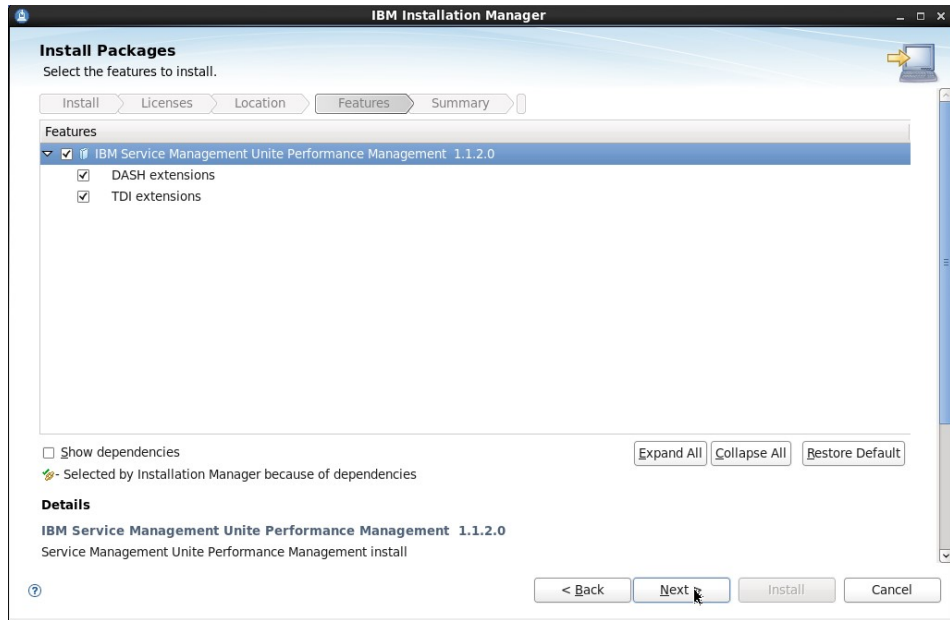 IBM Installation Manager
Install Packages
Select the features to install.
Install Licenses Location Features Summary
Features
IBM Service Management Unite Performance Management 1.1.2.0
DASH extensions
TDI extensions
Show dependencies
Expand All Collapse All Restore Default
- Selected by Installation Manager because of dependencies
Details
IBM Service Management Unite Performance Management 1.1.2.0
Service Management Unite Performance Management install
? < Back Next > Install Cancel